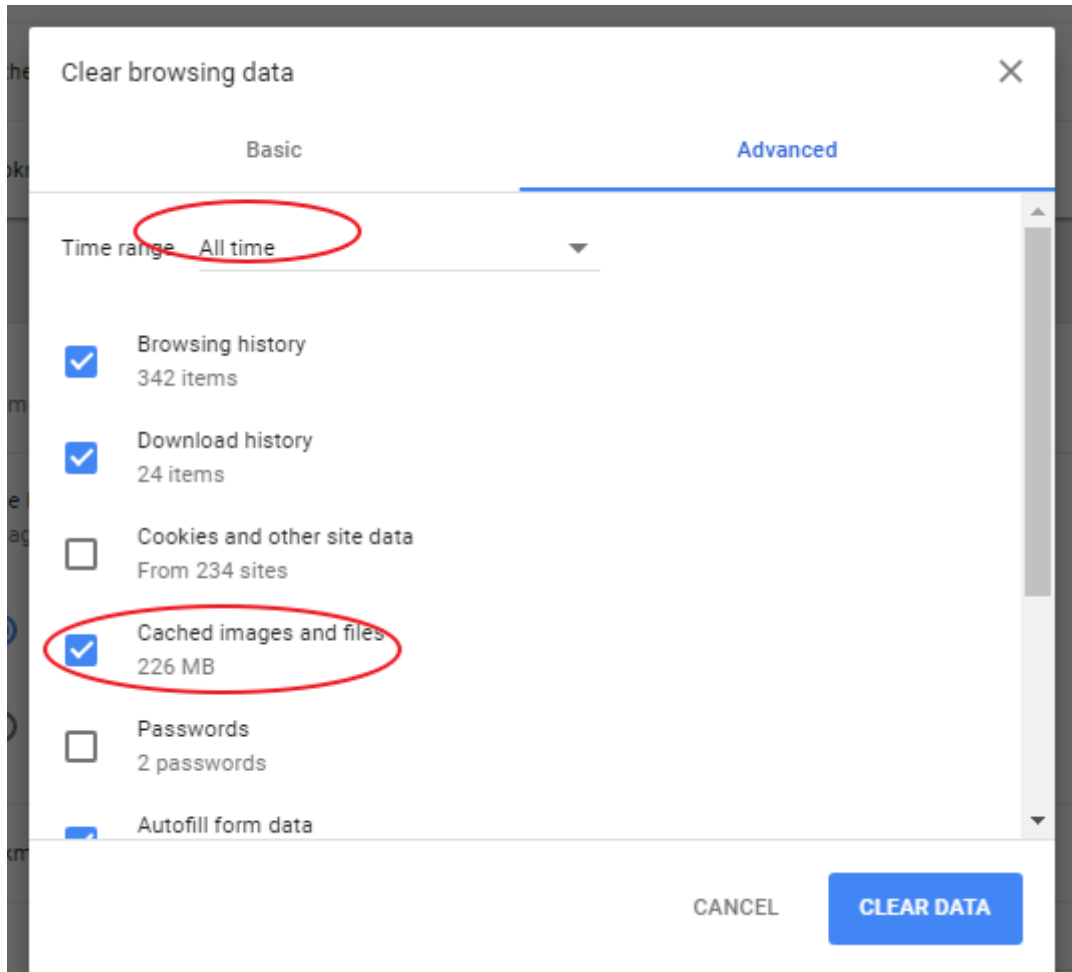 Clear browsing data
Basic
Advanced
Time range All time
Browsing history
342 items
Download history
24 items
Cookies and other site data
From 234 sites
Cached images and files
226 MB
Passwords
2 passwords
Autofill form data
CANCEL
CLEAR DATA